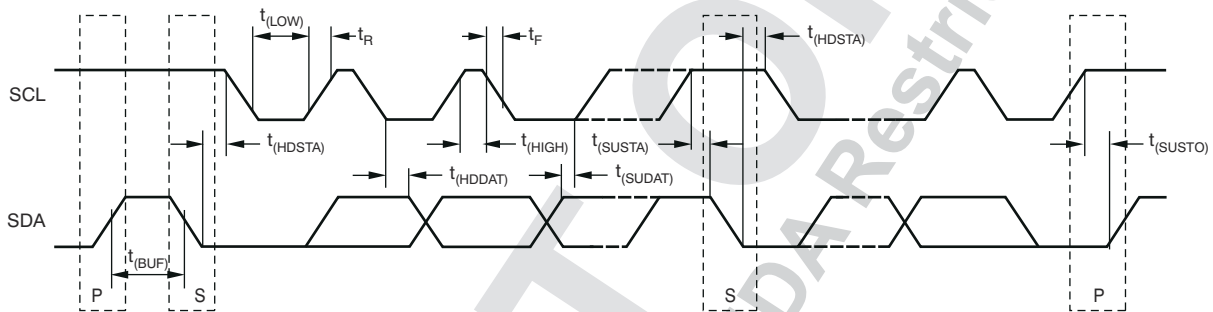 t(LOW)
tR
tF
t(HDSTA)
SCL
t(HDSTA)
t(HIGH)
t(SUSTA)
t(SUSTO)
t(HDDAT)
t(SUDAT)
SDA
t(BUF)
P
S
S
P